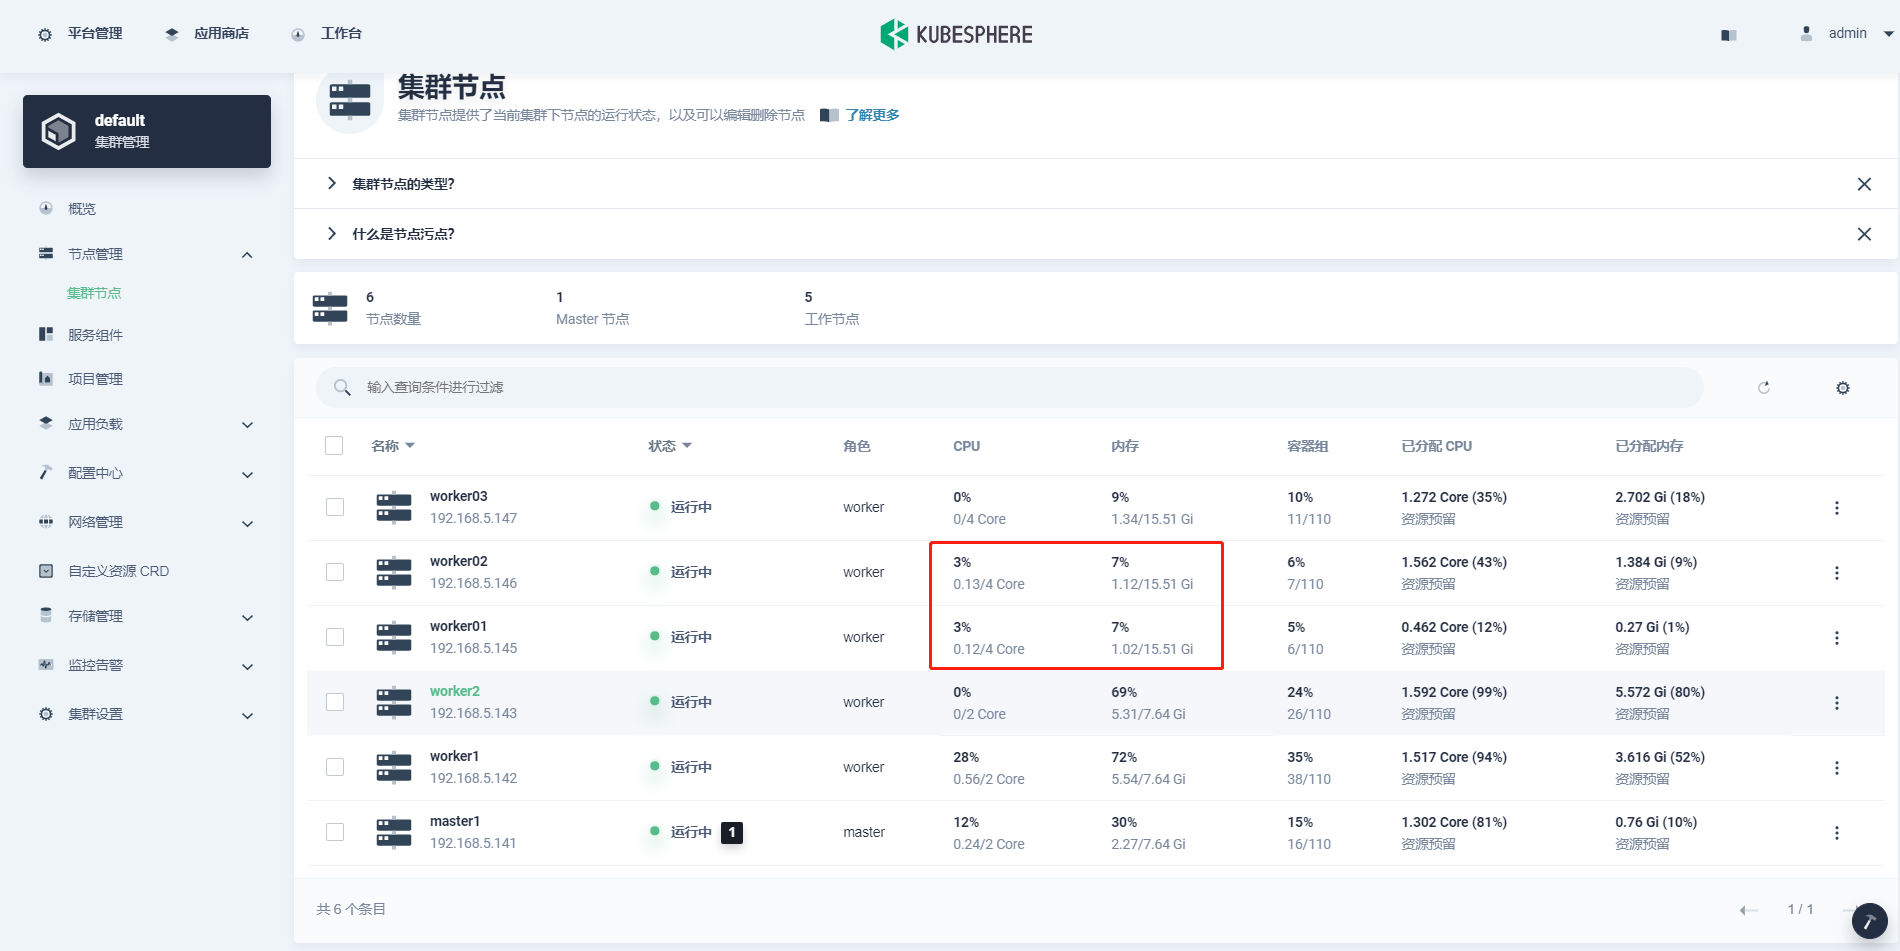 平台管理 应用商店 工作台 KUBESPHERE admin
default
集群管理
概览
节点管理
集群节点
服务组件
项目管理
应用负载
配置中心
网络管理
自定义资源 CRD
存储管理
监控告警
集群设置
集群节点
集群节点提供了当前集群下节点的运行状态，以及可以编辑删除节点 了解更多
集群节点的类型?
什么是节点污点?
6 1 5
节点数量 Master 节点 工作节点
输入查询条件进行过滤
名称 状态 角色 CPU 内存 容器组 已分配 CPU 已分配内存
worker03 运行中 worker 0% 9% 10% 1.272 Core (35%) 2.702 Gi (18%)
192.168.5.147 0/4 Core 1.34/15.51 Gi 11/110 资源预留 资源预留
worker02 运行中 worker 3% 7% 6% 1.562 Core (43%) 1.384 Gi (9%)
192.168.5.146 0.13/4 Core 1.12/15.51 Gi 7/110 资源预留 资源预留
worker01 运行中 worker 3% 7% 5% 0.462 Core (12%) 0.27 Gi (1%)
192.168.5.145 0.12/4 Core 1.02/15.51 Gi 6/110 资源预留 资源预留
worker2 运行中 worker 0% 69% 24% 1.592 Core (99%) 5.572 Gi (80%)
192.168.5.143 0/2 Core 5.31/7.64 Gi 26/110 资源预留 资源预留
worker1 运行中 worker 28% 72% 35% 1.517 Core (94%) 3.616 Gi (52%)
192.168.5.142 0.56/2 Core 5.54/7.64 Gi 38/110 资源预留 资源预留
master1 运行中 1 master 12% 30% 15% 1.302 Core (81%) 0.76 Gi (10%)
192.168.5.141 0.24/2 Core 2.27/7.64 Gi 16/110 资源预留 资源预留
共 6 个条目 1 / 1